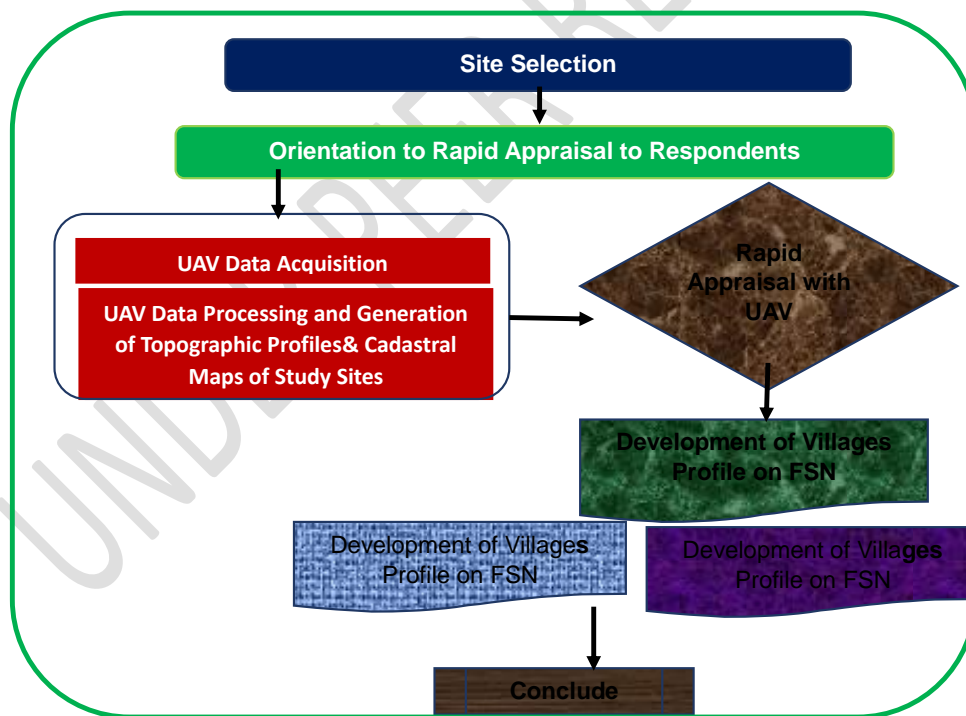 Site Selection
Orientation to Rapid Appraisal to Respondents
UAV Data Acquisition
UAV Data Processing and Generation
of Topographic Profiles& Cadastral
Maps of Study Sites
Rapid
Appraisal with
UAV
Development of Villages
Profile on FSN
Development of Villages
Profile on FSN
Development of Villages
Profile on FSN
Conclude